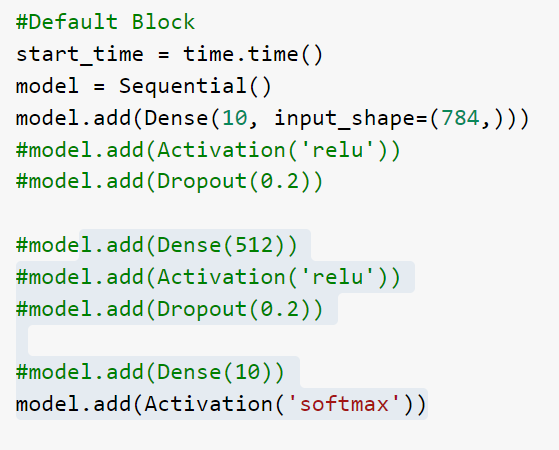 #Default Block
start_time = time.time()
model = Sequential()
model.add(Dense(10, input_shape=(784,)))
#model.add(Activation('relu'))
#model.add(Dropout(0.2))
#model.add(Dense(512))
#model.add(Activation('relu'))
#model.add(Dropout(0.2))
#model.add(Dense(10))
model.add(Activation('softmax'))